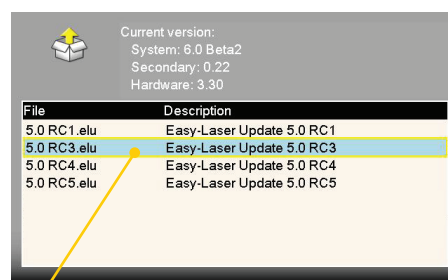 Current version:
System: 6.0 Beta2
Secondary: 0.22
Hardware: 3.30
File Description
5.0 RC1.elu Easy-Laser Update 5.0 RC1
5.0 RC3.elu Easy-Laser Update 5.0 RC3
5.0 RC4.elu Easy-Laser Update 5.0 RC4
5.0 RC5.elu Easy-Laser Update 5.0 RC5